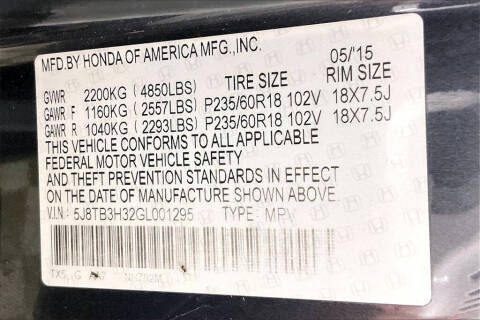 MFD.BY HONDA OF AMERICA MFG.,INC. 05/'15
GVWR 2200KG (4850LBS) TIRE SIZE RIM SIZE
GAWR F 1160KG (2557LBS) P235/60R18 102V 18X7.5J
GAWR R 1040KG (2293LBS) P235/60R18 102V 18X7.5J
THIS VEHICLE CONFORMS TO ALL APPLICABLE
FEDERAL MOTOR VEHICLE SAFETY
AND THEFT PREVENTION STANDARDS IN EFFECT
ON THE DATE OF MANUFACTURE SHOWN ABOVE.
V.I.N.: 5J8TB3H32GL001295 TYPE: MPV